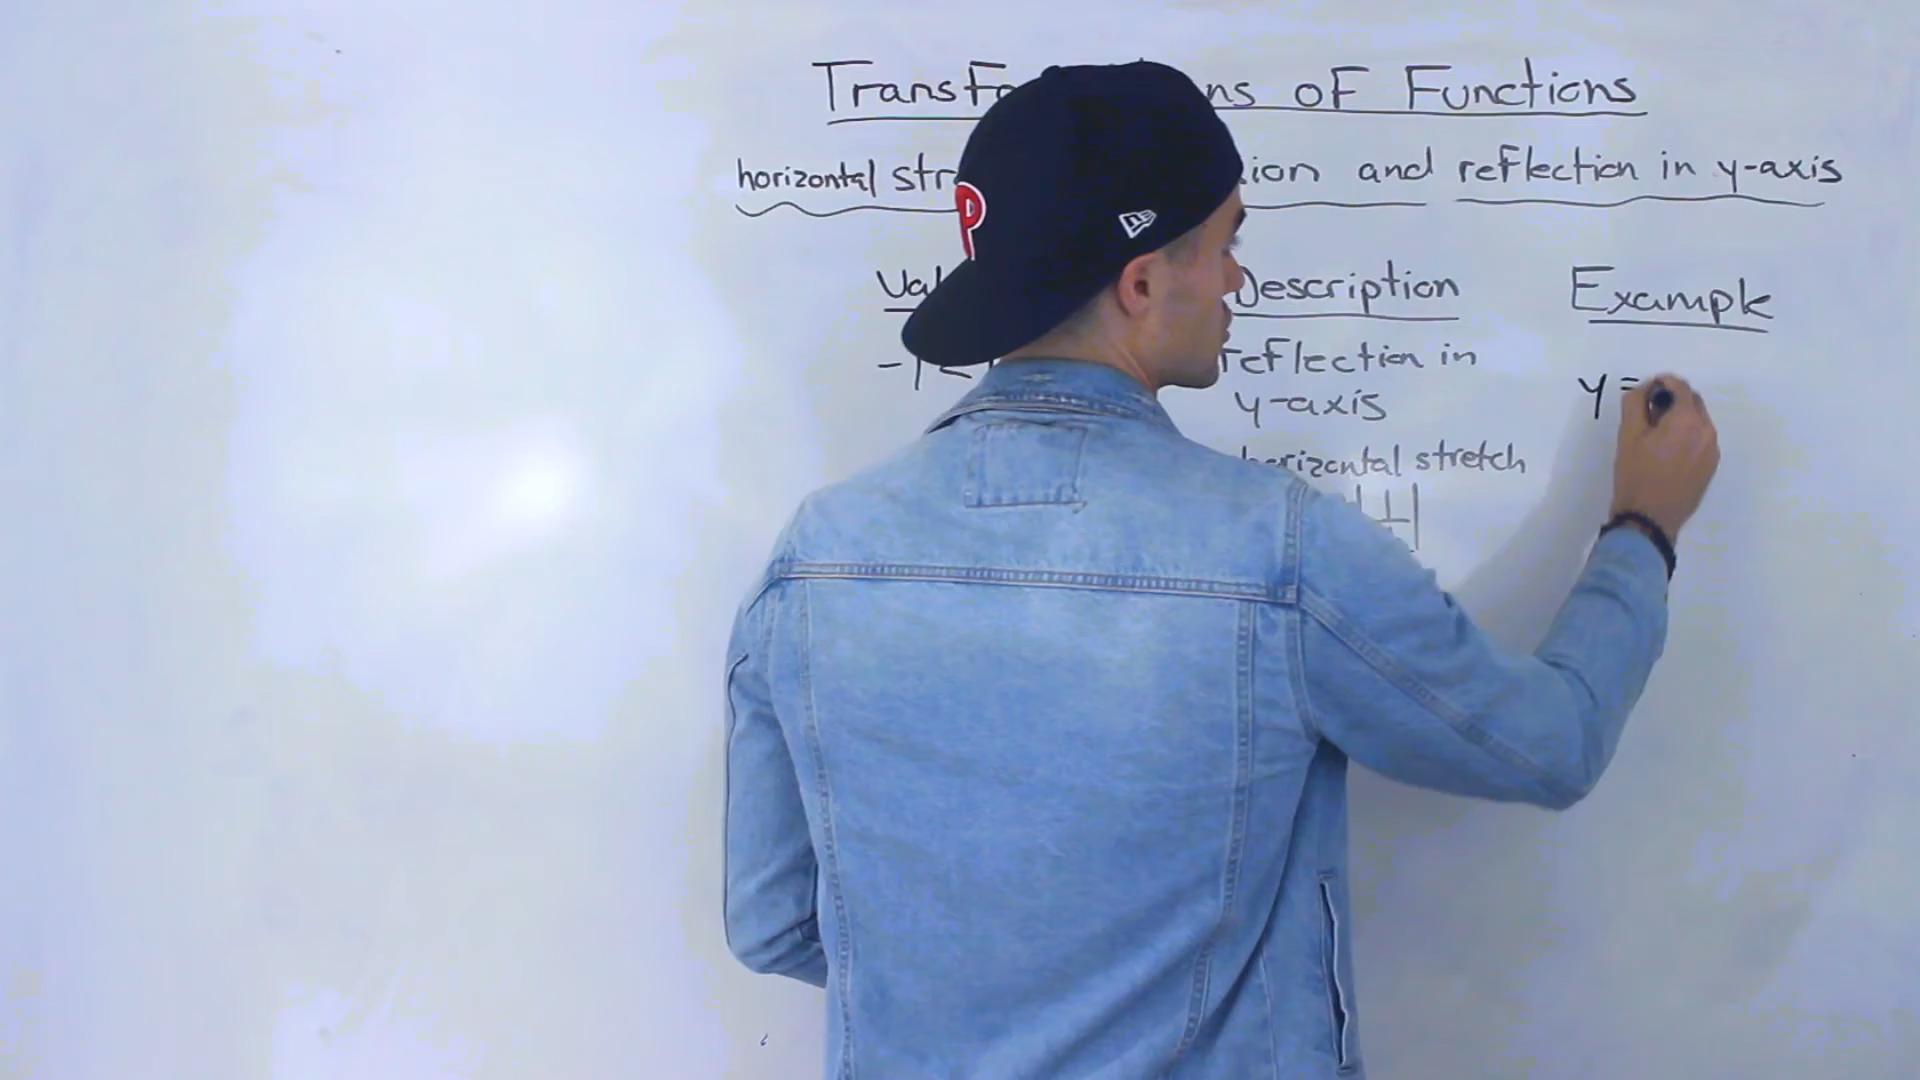 Transfo ns of Functions
horizontal str ion and reflection in y-axis
Val Description Example
-1 < reflection in
y-axis
y =
horizontal stretch
P